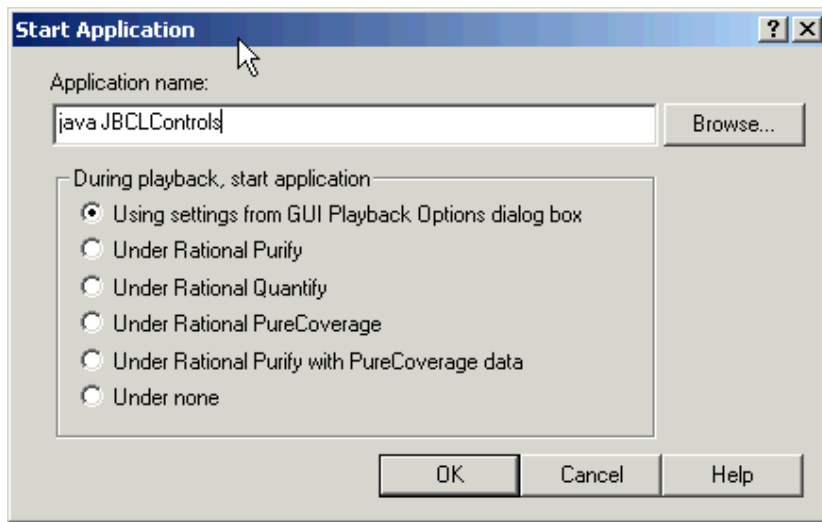 Start Application
?
Application name:
java JBCLControls
Browse...
During playback, start application
Using settings from GUI Playback Options dialog box
Under Rational Purify
Under Rational Quantify
Under Rational PureCoverage
Under Rational Purify with PureCoverage data
Under none
OK Cancel Help